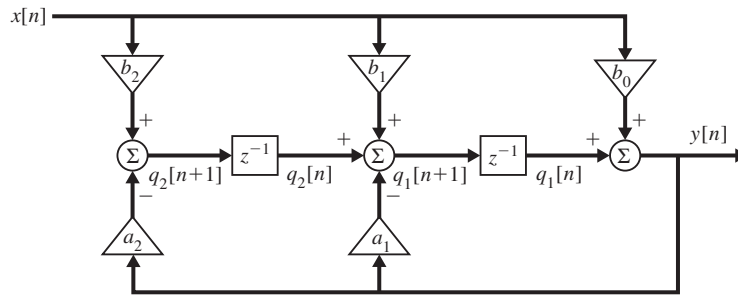 x[n]
b₂ b₁ b₀
+ + +
+ + y[n]
Σ z⁻¹ Σ z⁻¹ Σ
q₂[n+1] q₂[n] q₁[n+1] q₁[n]
− −
a₂ a₁